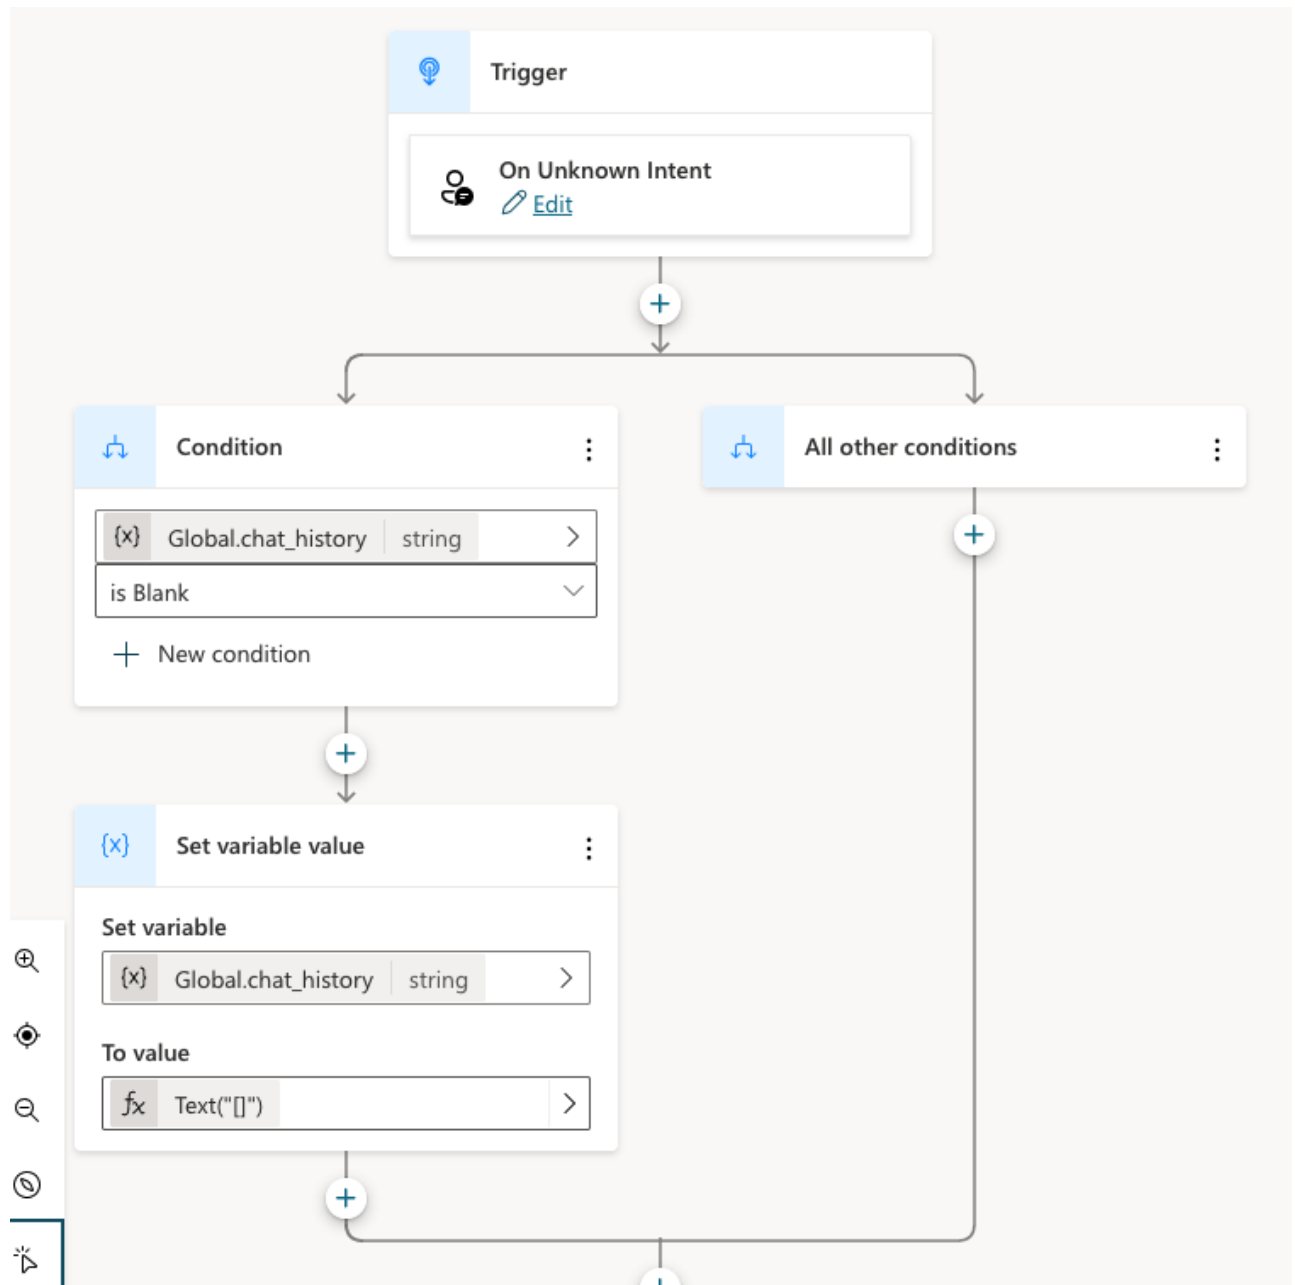 Trigger
On Unknown Intent
Edit
Condition
All other conditions
{x} Global.chat_history string
is Blank
New condition
{x} Set variable value
Set variable
{x} Global.chat_history string
To value
fx Text("[]")